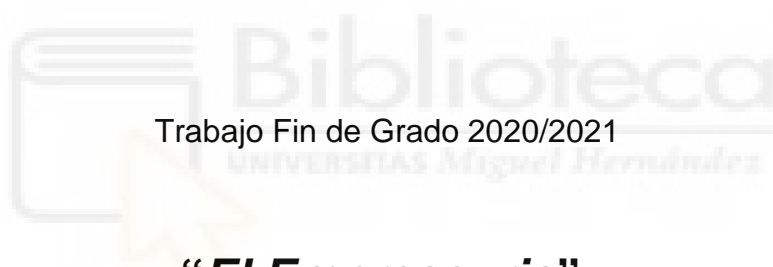 Biblioteca
Trabajo Fin de Grado 2020/2021
UNIVERSITAS Miguel Hernández